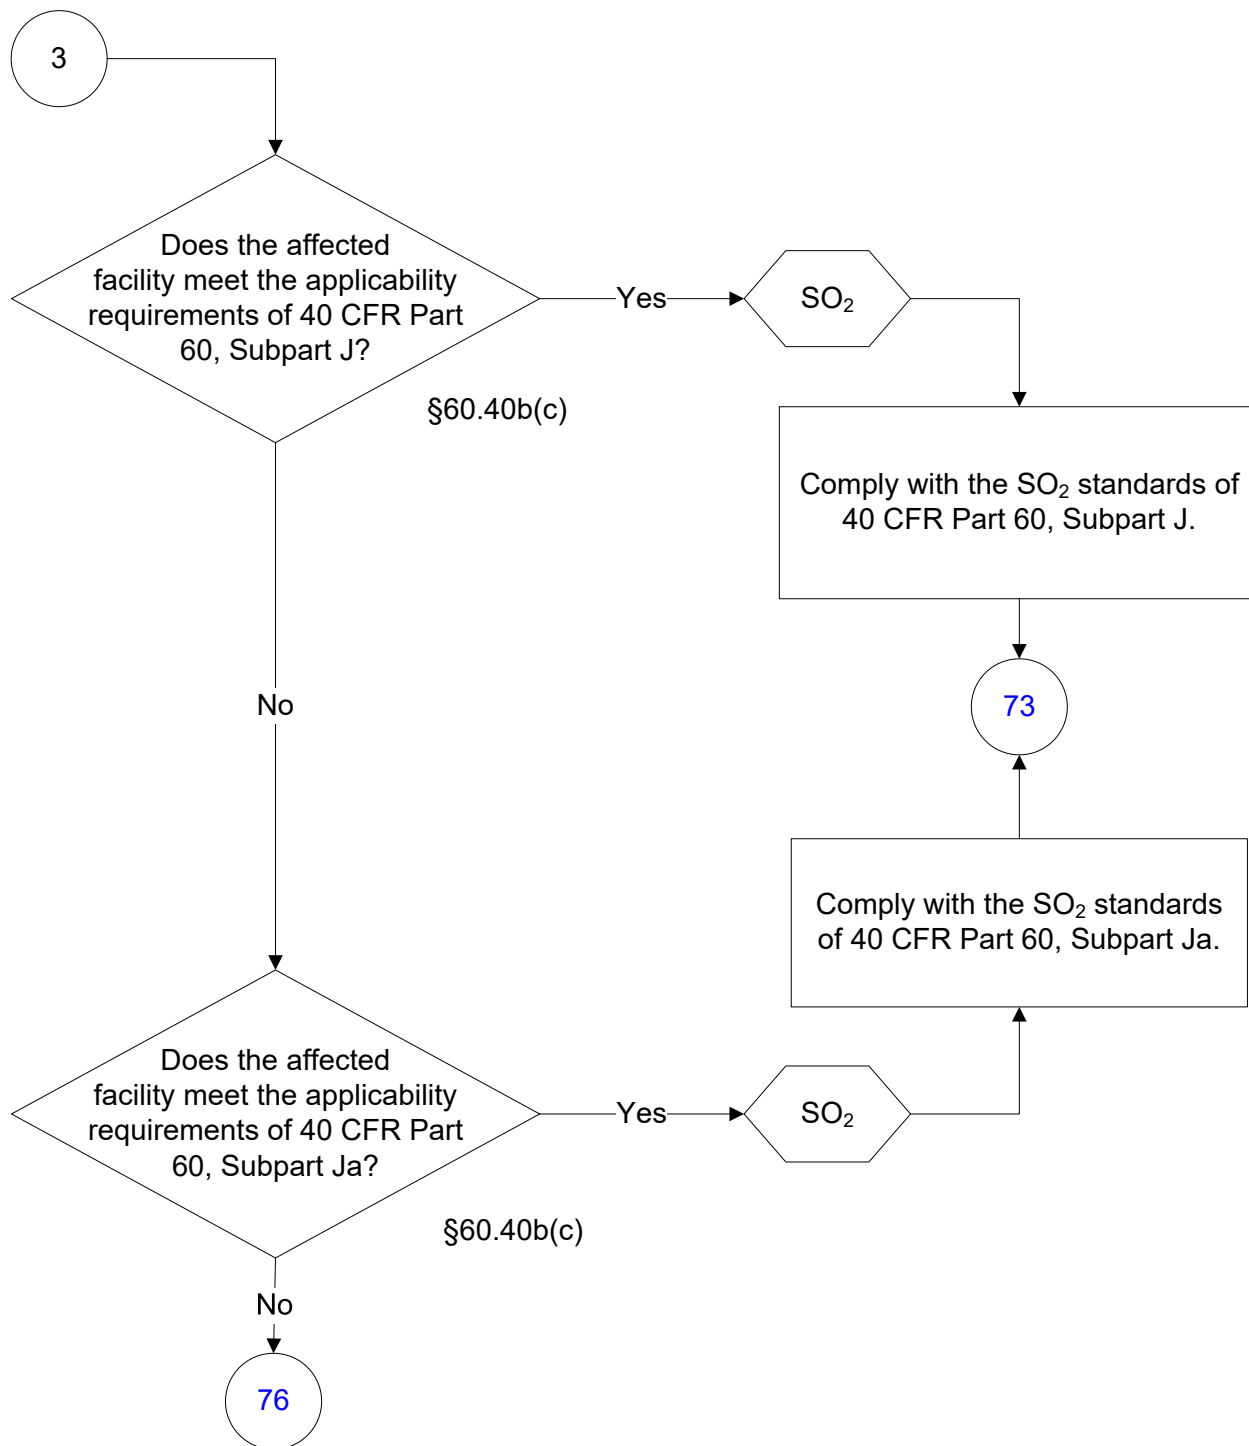 3
Does the affected
facility meet the applicability
requirements of 40 CFR Part
60, Subpart J?
Yes
SO₂
§60.40b(c)
Comply with the SO₂ standards of
40 CFR Part 60, Subpart J.
No
73
Comply with the SO₂ standards
of 40 CFR Part 60, Subpart Ja.
Does the affected
facility meet the applicability
requirements of 40 CFR Part
60, Subpart Ja?
Yes
SO₂
§60.40b(c)
No
76